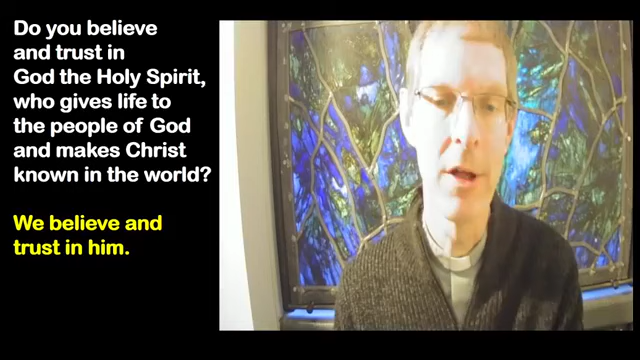 Do you believe
and trust in
God the Holy Spirit,
who gives life to
the people of God
and makes Christ
known in the world?
We believe and
trust in him.